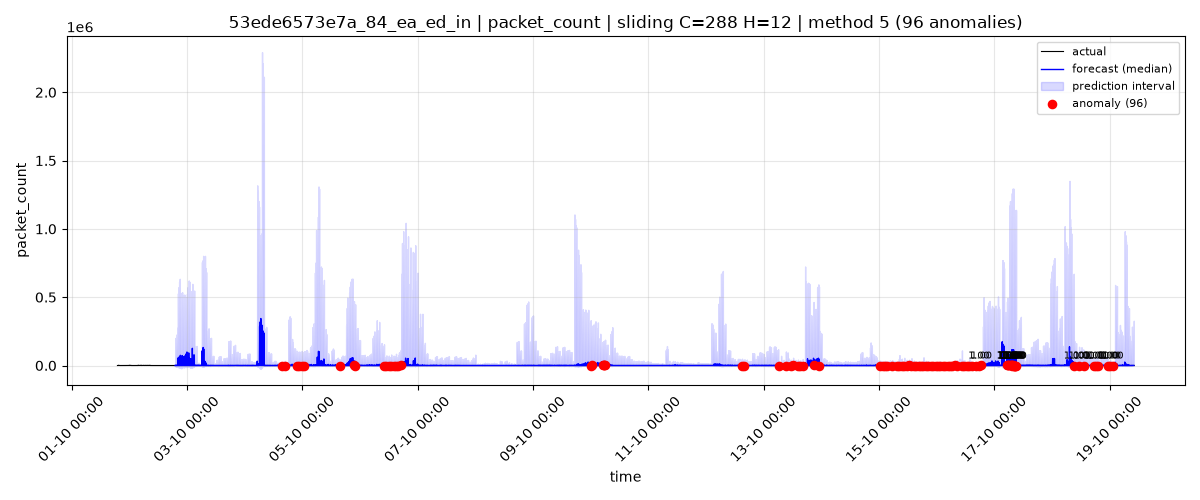 53ede6573e7a_84_ea_ed_in | packet_count | sliding C=288 H=12 | method 5 (96 anomalies)
1e6
actual
forecast (median)
prediction interval
anomaly (96)
packet_count
2.0
1.5
1.0
0.5
0.0
01-10 00:00
03-10 00:00
05-10 00:00
07-10 00:00
09-10 00:00
11-10 00:00
13-10 00:00
15-10 00:00
17-10 00:00
19-10 00:00
time